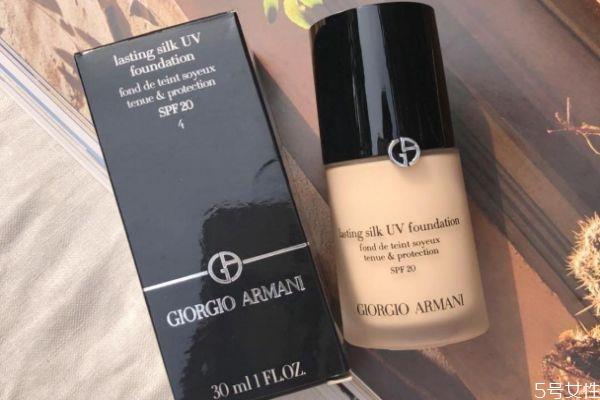 lasting silk UV
foundation
fond de teint soyeux
tenue & protection
SPF 20
4
GIORGIO ARMANI
30 ml 1 FL.OZ.
lasting silk UV foundation
fond de teint soyeux
tenue & protection
SPF 20
GIORGIO ARMANI
5号女性